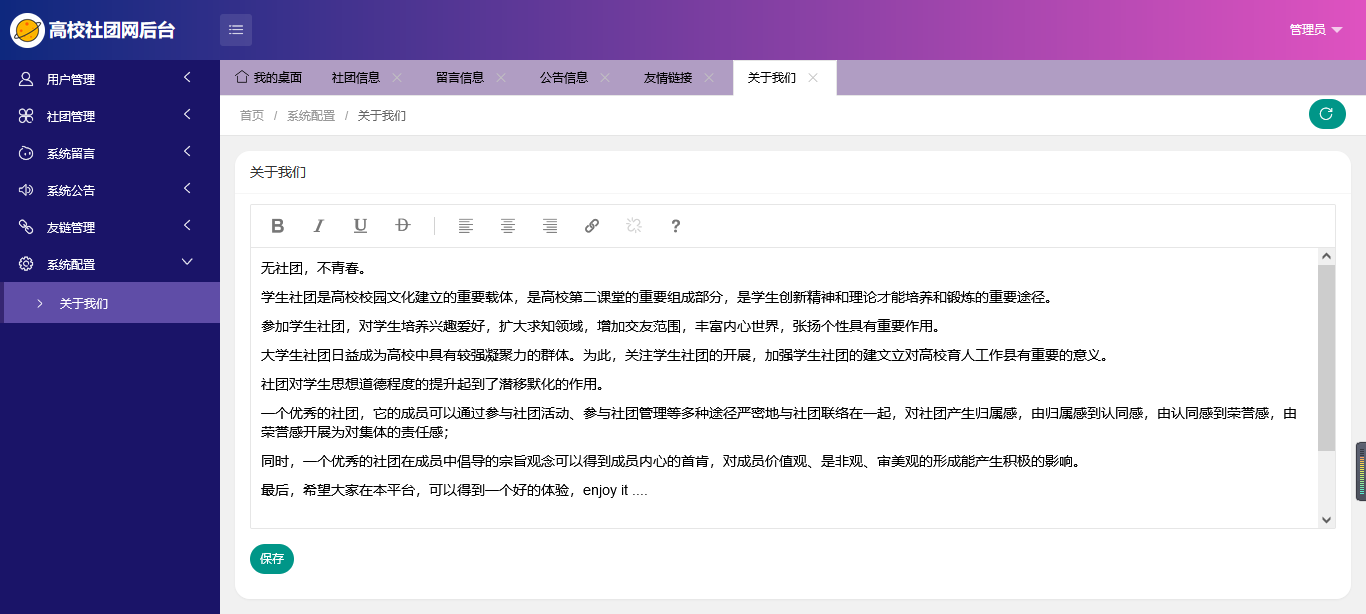 高校社团网后台
管理员
用户管理
社团管理
系统留言
系统公告
友链管理
系统配置
关于我们
我的桌面 社团信息 留言信息 公告信息 友情链接 关于我们
首页 / 系统配置 / 关于我们
关于我们
B I U D ?
无社团，不青春。
学生社团是高校校园文化建立的重要载体，是高校第二课堂的重要组成部分，是学生创新精神和理论才能培养和锻炼的重要途径。
参加学生社团，对学生培养兴趣爱好，扩大求知领域，增加交友范围，丰富内心世界，张扬个性具有重要作用。
大学生社团日益成为高校中具有较强凝聚力的群体。为此，关注学生社团的开展，加强学生社团的建文立对高校育人工作县有重要的意义。
社团对学生思想道德程度的提升起到了潜移默化的作用。
一个优秀的社团，它的成员可以通过参与社团活动、参与社团管理等多种途径严密地与社团联络在一起，对社团产生归属感，由归属感到认同感，由认同感到荣誉感，由
荣誉感开展为对集体的责任感；
同时，一个优秀的社团在成员中倡导的宗旨观念可以得到成员内心的首肯，对成员价值观、是非观、审美观的形成能产生积极的影响。
最后，希望大家在本平台，可以得到一个好的体验，enjoy it ....
保存